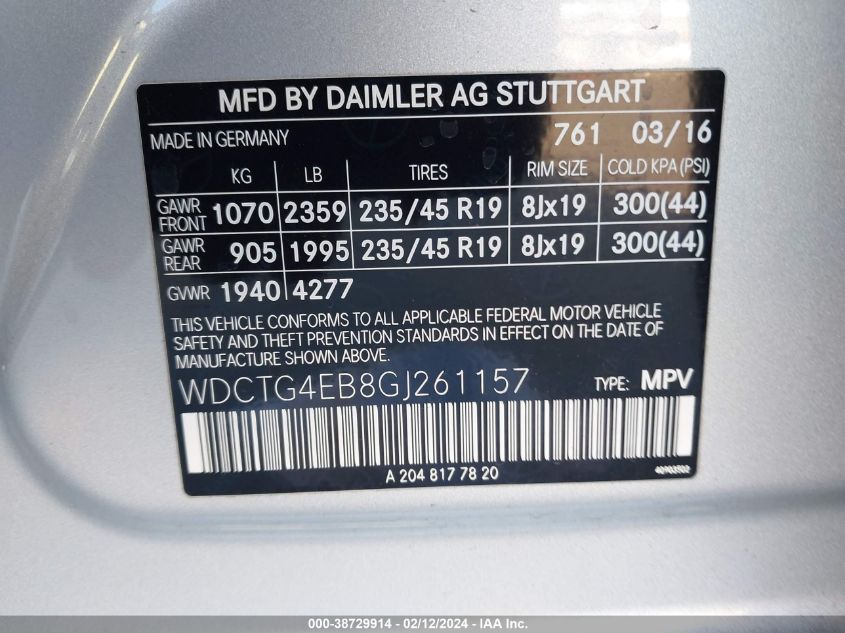 MFD BY DAIMLER AG STUTTGART
MADE IN GERMANY 761 03/16
KG LB TIRES RIM SIZE COLD KPA (PSI)
GAWR FRONT 1070 2359 235/45 R19 8Jx19 300(44)
GAWR REAR 905 1995 235/45 R19 8Jx19 300(44)
GVWR 1940 4277
THIS VEHICLE CONFORMS TO ALL APPLICABLE FEDERAL MOTOR VEHICLE
SAFETY AND THEFT PREVENTION STANDARDS IN EFFECT ON THE DATE OF
MANUFACTURE SHOWN ABOVE.
WDCTG4EB8GJ261157 TYPE: MPV
A 204 817 78 20
000-38729914 - 02/12/2024 - IAA Inc.